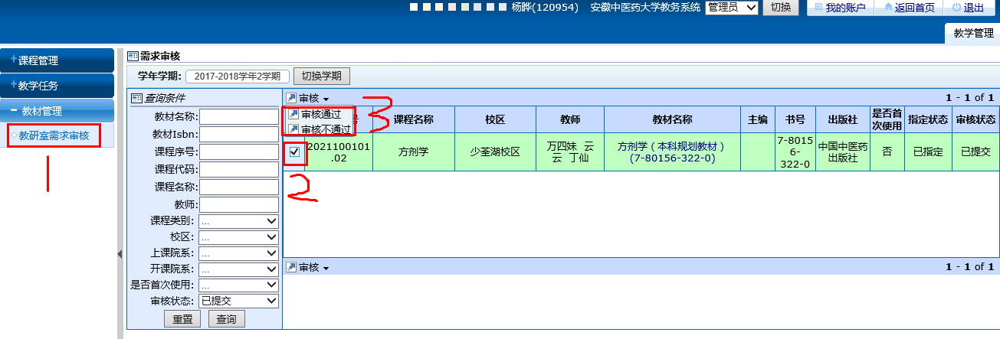 杨晔(120954) 安徽中医药大学教务系统 管理员 切换 我的账户 返回首页 退出
教学管理
课程管理
教学任务
教材管理
教研室需求审核
1
需求审核
学年学期: 2017-2018学年2学期 切换学期
查询条件
教材名称:
教材Isbn:
课程序号:
课程代码:
课程名称:
教师:
课程类别: ...
校区: ...
上课院系: ...
开课院系: ...
是否首次使用: ...
审核状态: 已提交
重置 查询
审核 1 - 1 of 1
审核通过
审核不通过
3
号 课程名称 校区 教师 教材名称 主编 书号 出版社 是否首次使用 指定状态 审核状态
2021100101.02 方剂学 少荃湖校区 万四妹 云云 丁仙 方剂学（本科规划教材）(7-80156-322-0) 7-80156-322-0 中国中医药出版社 否 已指定 已提交
2
审核 1 - 1 of 1